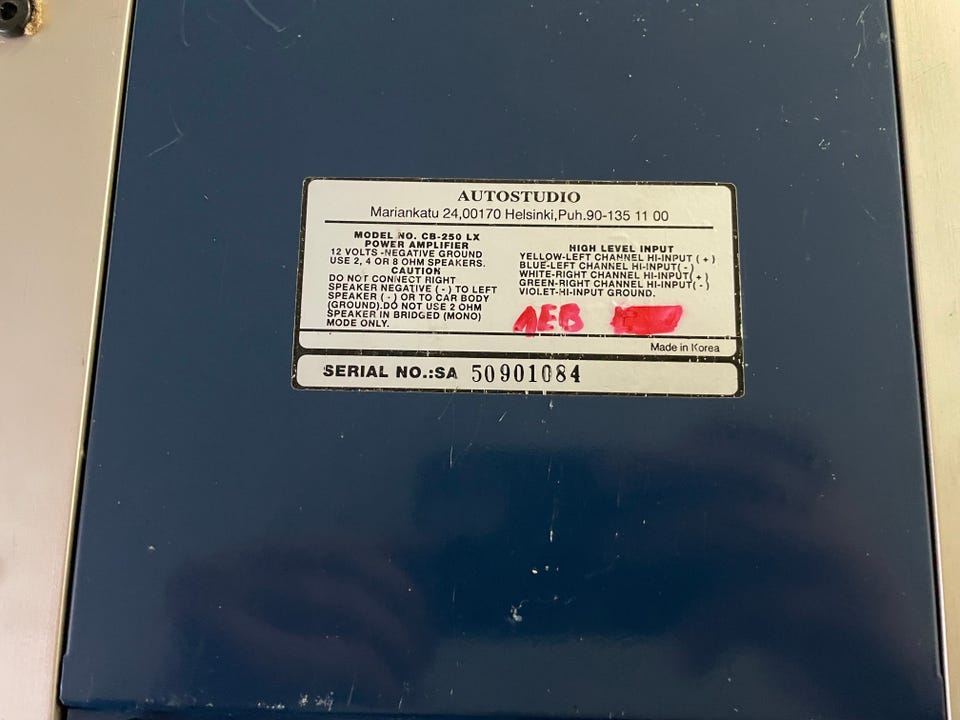 AUTOSTUDIO
Mariankatu 24,00170 Helsinki,Puh.90-135 11 00
MODEL NO. CB-250 LX
POWER AMPLIFIER
12 VOLTS -NEGATIVE GROUND
USE 2, 4 OR 8 OHM SPEAKERS.
CAUTION
DO NOT CONNECT RIGHT
SPEAKER NEGATIVE (-) TO LEFT
SPEAKER (-) OR TO CAR BODY
(GROUND).DO NOT USE 2 OHM
SPEAKER IN BRIDGED (MONO)
MODE ONLY.
HIGH LEVEL INPUT
YELLOW-LEFT CHANNEL HI-INPUT (+)
BLUE-LEFT CHANNEL HI-INPUT(-)
WHITE-RIGHT CHANNEL HI-INPUT(+)
GREEN-RIGHT CHANNEL HI-INPUT(-)
VIOLET-HI-INPUT GROUND.
1EB
Made in Korea
SERIAL NO.:SA 50901084